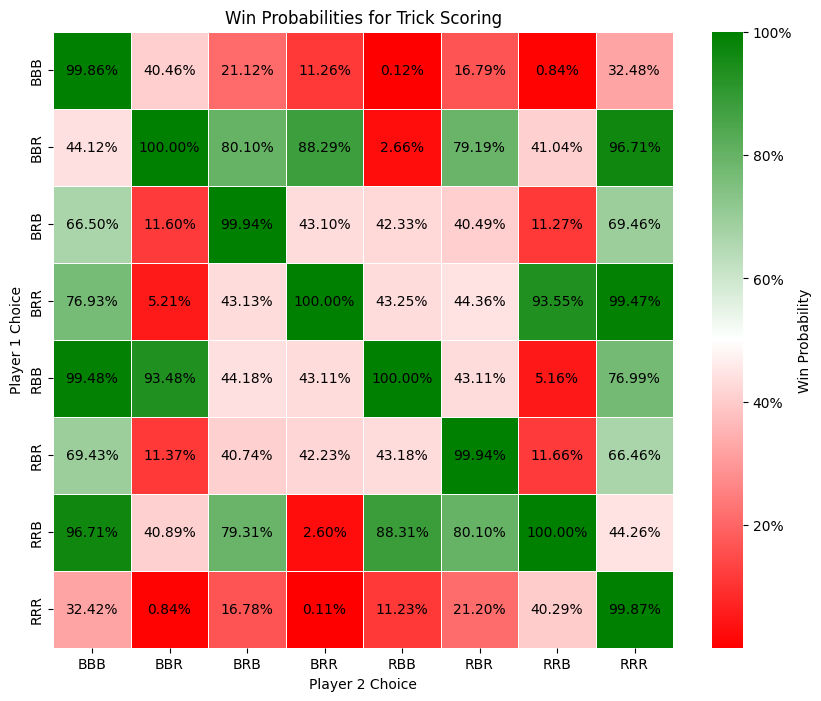 Win Probabilities for Trick Scoring
BBB 99.86% 40.46% 21.12% 11.26% 0.12% 16.79% 0.84% 32.48%
BBR 44.12% 100.00% 80.10% 88.29% 2.66% 79.19% 41.04% 96.71%
BRB 66.50% 11.60% 99.94% 43.10% 42.33% 40.49% 11.27% 69.46%
BRR 76.93% 5.21% 43.13% 100.00% 43.25% 44.36% 93.55% 99.47%
RBB 99.48% 93.48% 44.18% 43.11% 100.00% 43.11% 5.16% 76.99%
RBR 69.43% 11.37% 40.74% 42.23% 43.18% 99.94% 11.66% 66.46%
RRB 96.71% 40.89% 79.31% 2.60% 88.31% 80.10% 100.00% 44.26%
RRR 32.42% 0.84% 16.78% 0.11% 11.23% 21.20% 40.29% 99.87%
BBB BBR BRB BRR RBB RBR RRB RRR
Player 2 Choice
Player 1 Choice
100%
80%
60%
40%
20%
Win Probability